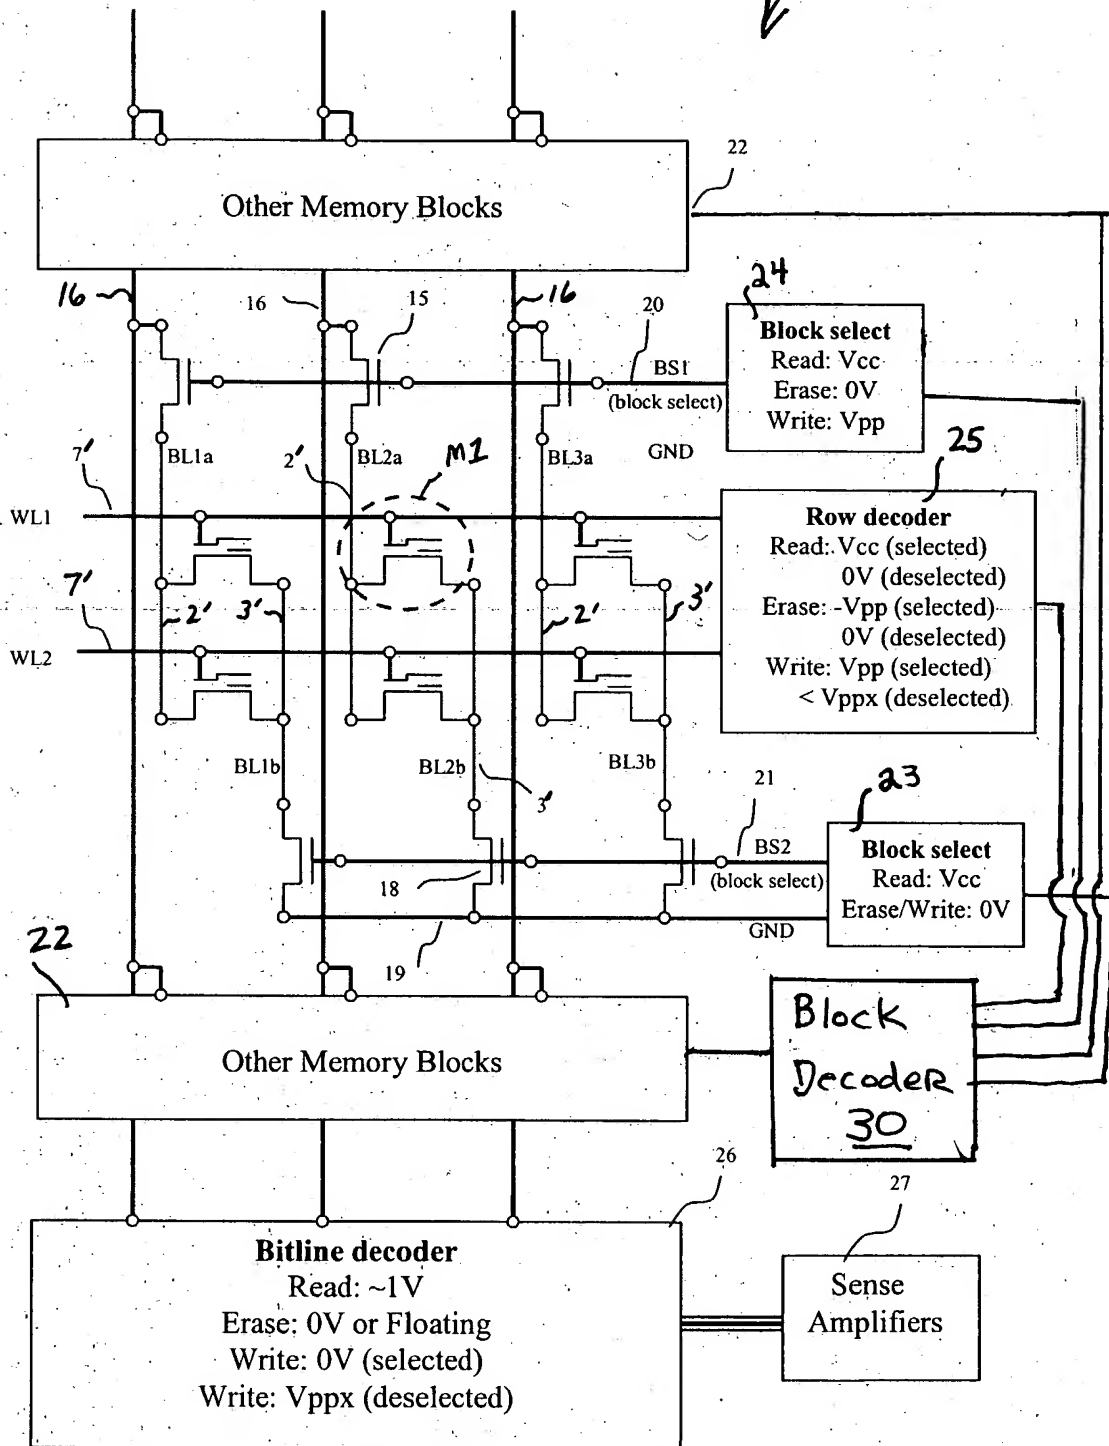 22
Other Memory Blocks
16
16
15
16
20
24
BS1
(block select)
Block select
Read: Vcc
Erase: 0V
Write: Vpp
BL1a
2'
BL2a
M1
BL3a
GND
25
7'
WL1
Row decoder
Read: Vcc (selected)
0V (deselected)
Erase: -Vpp (selected)
0V (deselected)
Write: Vpp (selected)
< Vppx (deselected)
7'
2'
3'
2'
3'
WL2
BL1b
BL2b
BL3b
3'
21
23
BS2
(block select)
Block select
Read: Vcc
Erase/Write: 0V
18
GND
19
22
Other Memory Blocks
Block
Decoder
30
26
27
Bitline decoder
Read: ~1V
Erase: 0V or Floating
Write: 0V (selected)
Write: Vppx (deselected)
Sense
Amplifiers